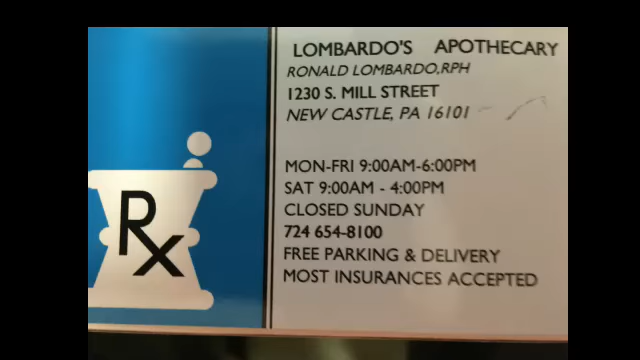 LOMBARDO'S APOTHECARY
RONALD LOMBARDO,RPH
1230 S. MILL STREET
NEW CASTLE, PA 16101
MON-FRI 9:00AM-6:00PM
SAT 9:00AM - 4:00PM
CLOSED SUNDAY
724 654-8100
FREE PARKING & DELIVERY
MOST INSURANCES ACCEPTED
Rx